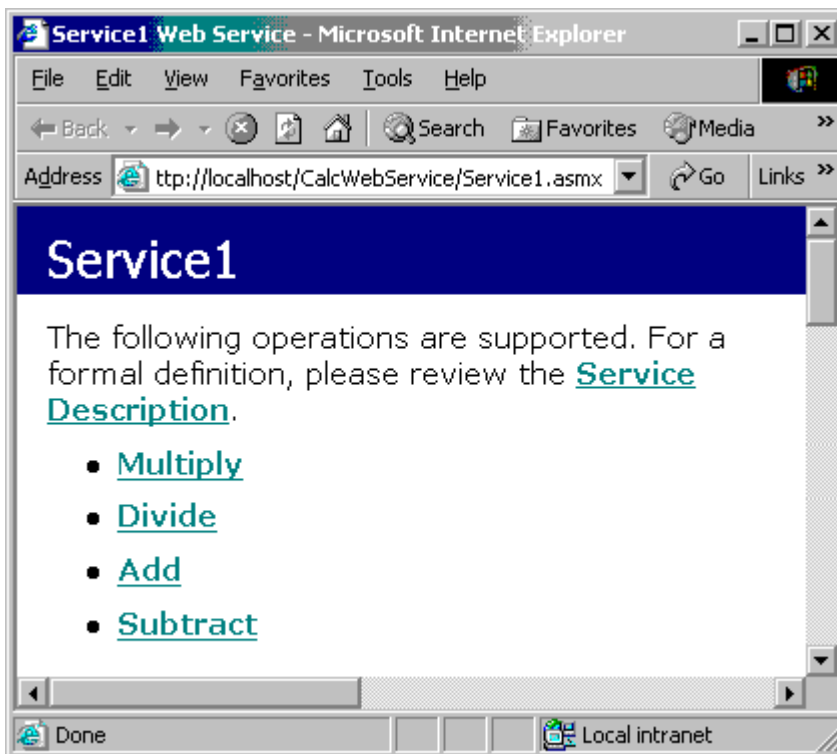 Service1 Web Service - Microsoft Internet Explorer
File Edit View Favorites Tools Help
Back Search Favorites Media »
Address ttp://localhost/CalcWebService/Service1.asmx Go Links »
Service1
The following operations are supported. For a
formal definition, please review the Service
Description.
• Multiply
• Divide
• Add
• Subtract
Done Local intranet